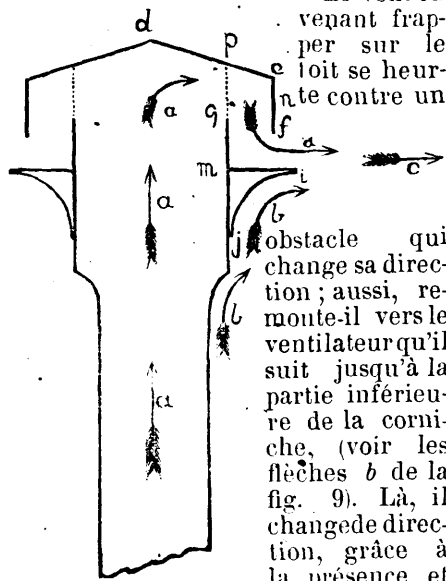 venant frap-
per sur le
toit se heur-
te contre un
d
p
e
n
f
a
g
a
c
m
i
a
b
j
b
a
obstacle qui
change sa direc-
tion ; aussi, re-
monte-il vers le
ventilateur qu'il
suit jusqu'à la
partie inférieu-
re de la corni-
che, (voir les
flèches b de la
fig. 9). Là, il
changede direc-
tion, grâce à
la présence et